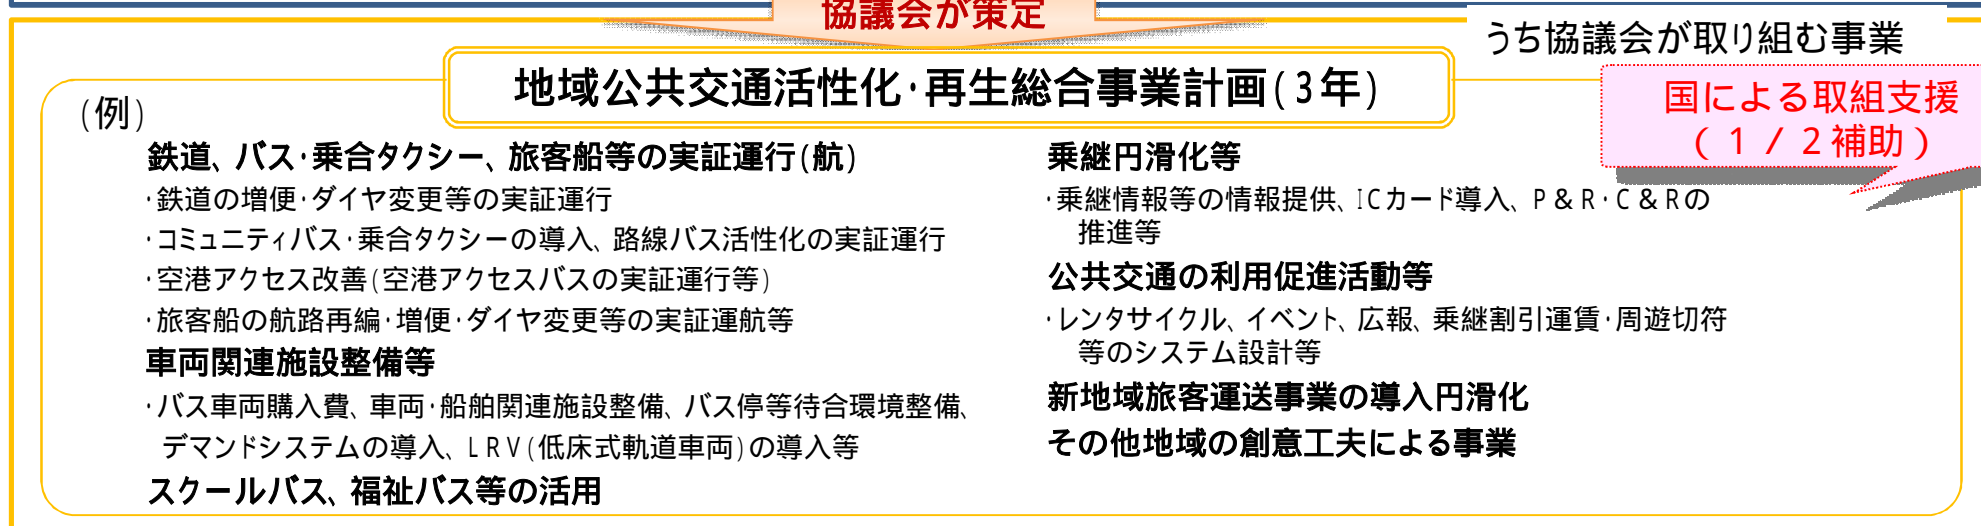 協議会が策定
うち協議会が取り組む事業
地域公共交通活性化・再生総合事業計画(3年)
国による取組支援
(1/2補助)
(例)
鉄道、バス・乗合タクシー、旅客船等の実証運行(航)
・鉄道の増便・ダイヤ変更等の実証運行
・コミュニティバス・乗合タクシーの導入、路線バス活性化の実証運行
・空港アクセス改善(空港アクセスバスの実証運行等)
・旅客船の航路再編・増便・ダイヤ変更等の実証運航等
車両関連施設整備等
・バス車両購入費、車両・船舶関連施設整備、バス停等待合環境整備、
デマンドシステムの導入、LRV(低床式軌道車両)の導入等
スクールバス、福祉バス等の活用
乗継円滑化等
・乗継情報等の情報提供、ICカード導入、P&R・C&Rの
推進等
公共交通の利用促進活動等
・レンタサイクル、イベント、広報、乗継割引運賃・周遊切符
等のシステム設計等
新地域旅客運送事業の導入円滑化
その他地域の創意工夫による事業